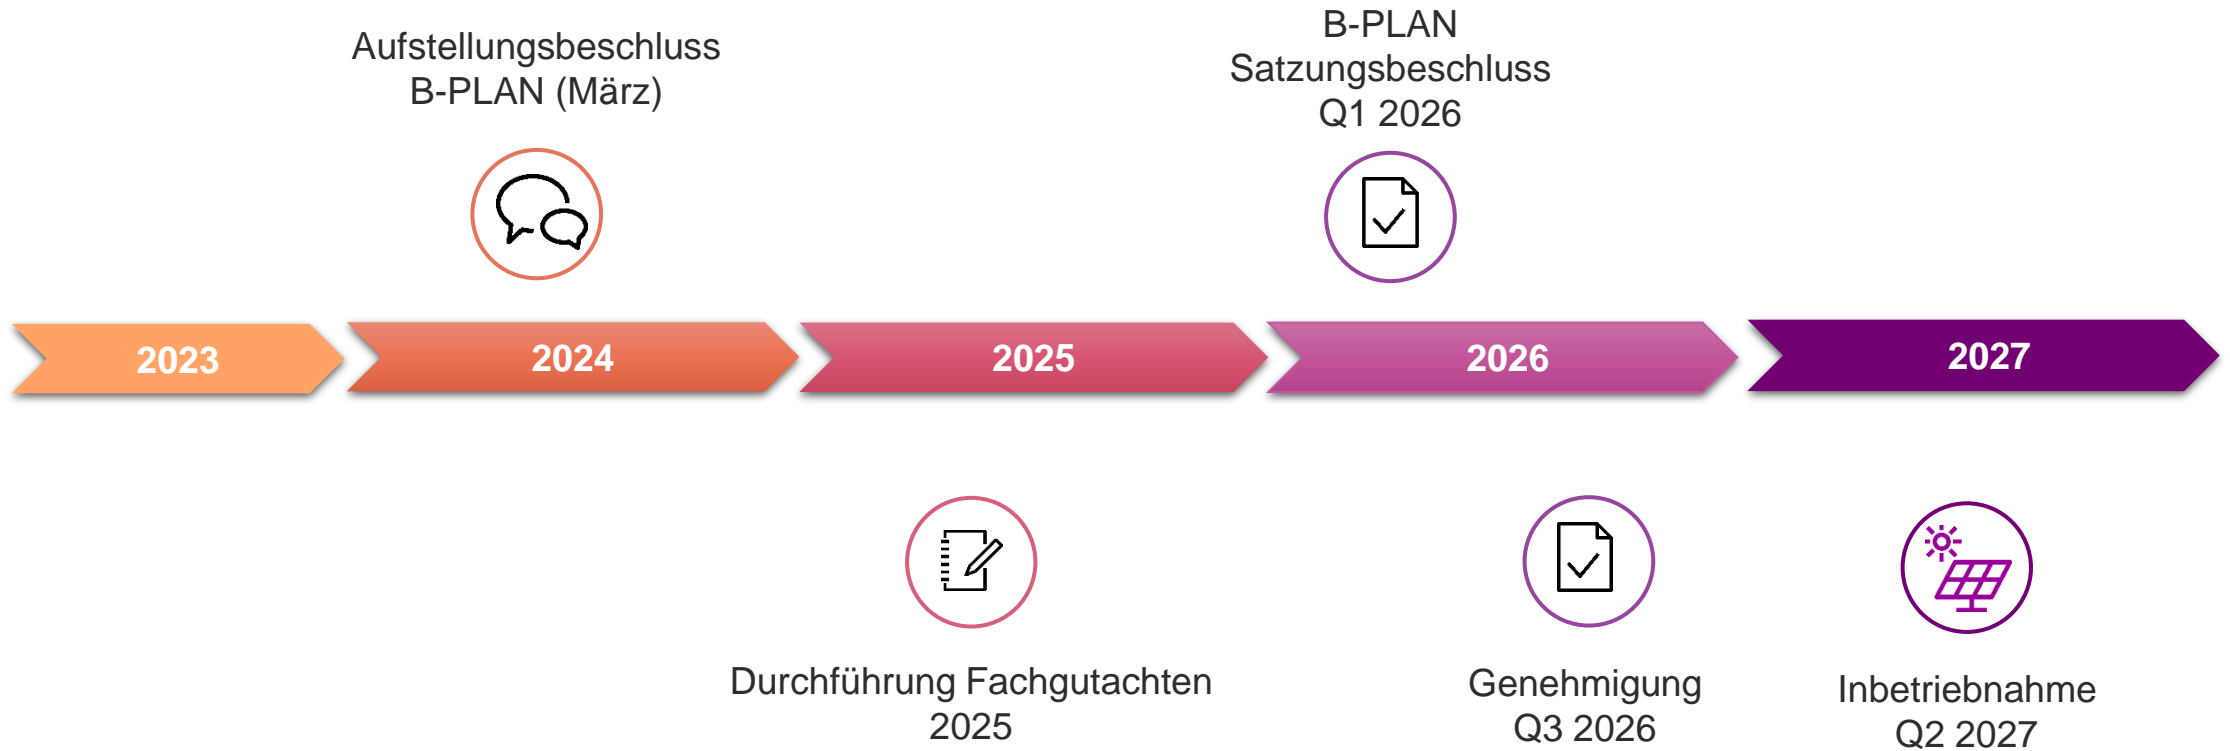 Aufstellungsbeschluss
B-PLAN (März)
B-PLAN
Satzungsbeschluss
Q1 2026
2023
2024
2025
2026
2027
Durchführung Fachgutachten
2025
Genehmigung
Q3 2026
Inbetriebnahme
Q2 2027